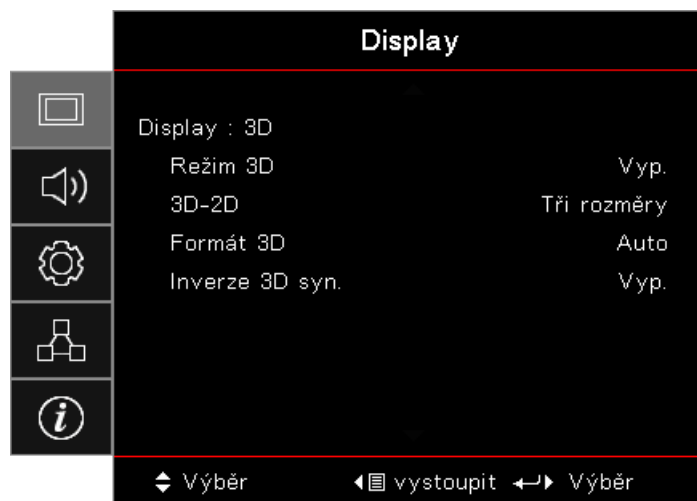 Display
Display : 3D
Režim 3D Vyp.
3D-2D Tři rozměry
Formát 3D Auto
Inverze 3D syn. Vyp.
Výběr vystoupit Výběr